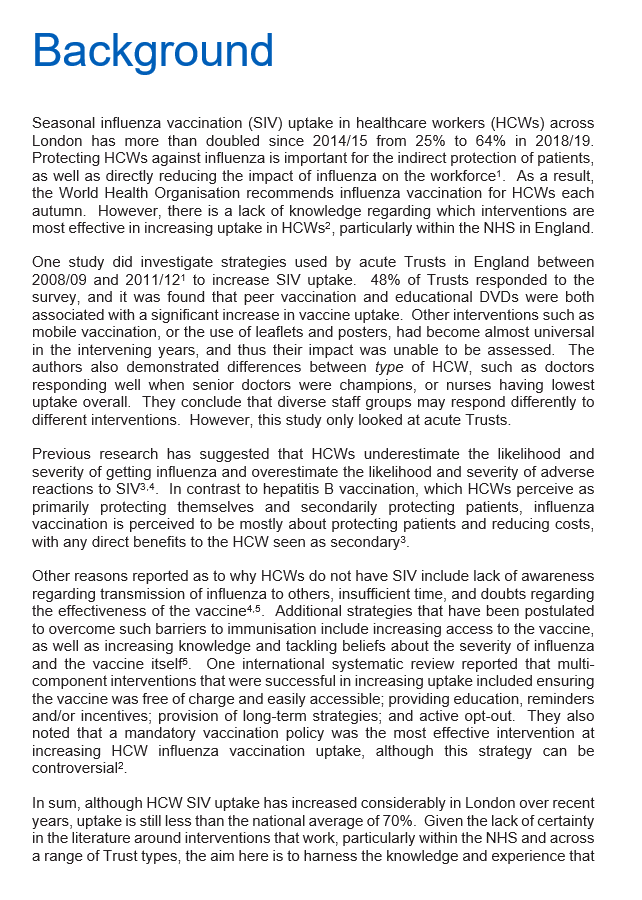 Background
Seasonal influenza vaccination (SIV) uptake in healthcare workers (HCWs) across
London has more than doubled since 2014/15 from 25% to 64% in 2018/19.
Protecting HCWs against influenza is important for the indirect protection of patients,
as well as directly reducing the impact of influenza on the workforce¹.  As a result,
the World Health Organisation recommends influenza vaccination for HCWs each
autumn.  However, there is a lack of knowledge regarding which interventions are
most effective in increasing uptake in HCWs², particularly within the NHS in England.
One study did investigate strategies used by acute Trusts in England between
2008/09 and 2011/12¹ to increase SIV uptake.  48% of Trusts responded to the
survey, and it was found that peer vaccination and educational DVDs were both
associated with a significant increase in vaccine uptake.  Other interventions such as
mobile vaccination, or the use of leaflets and posters, had become almost universal
in the intervening years, and thus their impact was unable to be assessed.  The
authors also demonstrated differences between type of HCW, such as doctors
responding well when senior doctors were champions, or nurses having lowest
uptake overall.  They conclude that diverse staff groups may respond differently to
different interventions.  However, this study only looked at acute Trusts.
Previous research has suggested that HCWs underestimate the likelihood and
severity of getting influenza and overestimate the likelihood and severity of adverse
reactions to SIV³,⁴.  In contrast to hepatitis B vaccination, which HCWs perceive as
primarily protecting themselves and secondarily protecting patients, influenza
vaccination is perceived to be mostly about protecting patients and reducing costs,
with any direct benefits to the HCW seen as secondary³.
Other reasons reported as to why HCWs do not have SIV include lack of awareness
regarding transmission of influenza to others, insufficient time, and doubts regarding
the effectiveness of the vaccine⁴,⁵.  Additional strategies that have been postulated
to overcome such barriers to immunisation include increasing access to the vaccine,
as well as increasing knowledge and tackling beliefs about the severity of influenza
and the vaccine itself⁵.  One international systematic review reported that multi-
component interventions that were successful in increasing uptake included ensuring
the vaccine was free of charge and easily accessible; providing education, reminders
and/or incentives; provision of long-term strategies; and active opt-out.  They also
noted that a mandatory vaccination policy was the most effective intervention at
increasing HCW influenza vaccination uptake, although this strategy can be
controversial².
In sum, although HCW SIV uptake has increased considerably in London over recent
years, uptake is still less than the national average of 70%.  Given the lack of certainty
in the literature around interventions that work, particularly within the NHS and across
a range of Trust types, the aim here is to harness the knowledge and experience that